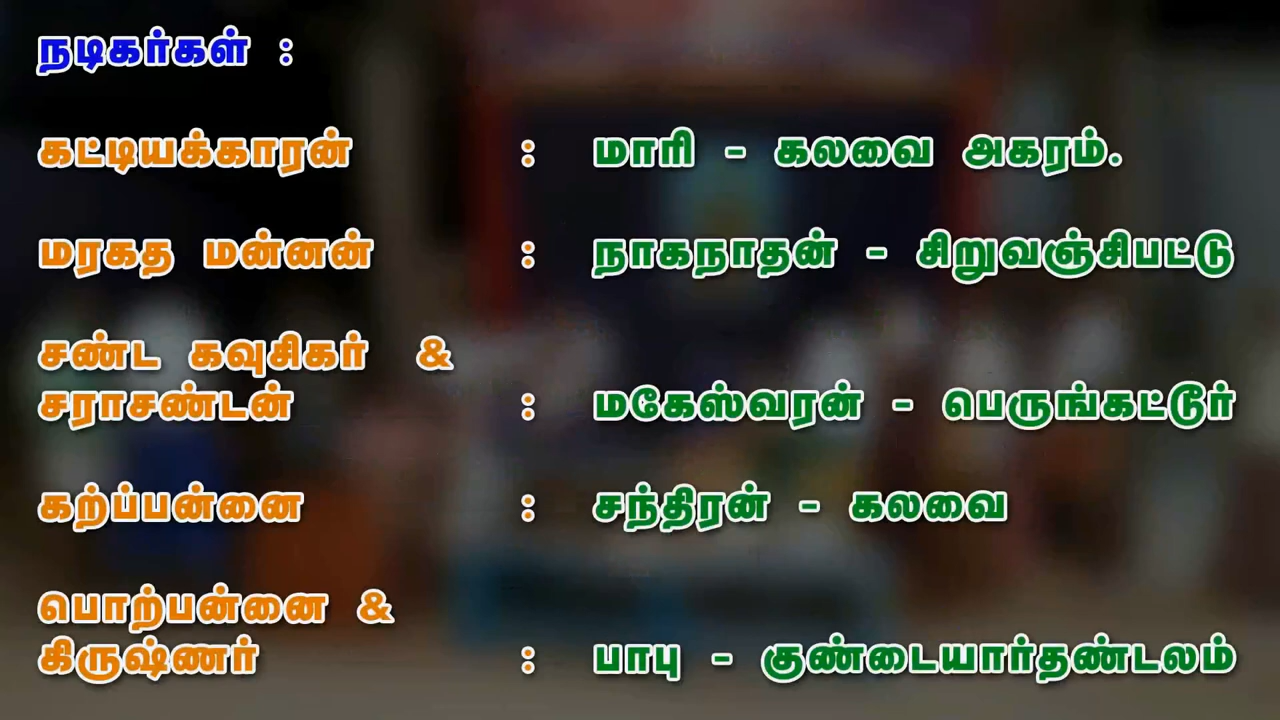 நடிகர்கள் :
கட்டியக்காரன் : மாரி - கலவை அகரம்.
மரகத மன்னன் : நாகநாதன் - சிறுவஞ்சிபட்டு
சண்ட கவுசிகர் &
சராசண்டன் : மகேஸ்வரன் - பெருங்கட்டூர்
கற்ப்பன்னை : சந்திரன் - கலவை
பொற்பன்னை &
கிருஷ்ணர் : பாபு - குண்டையார்தண்டலம்